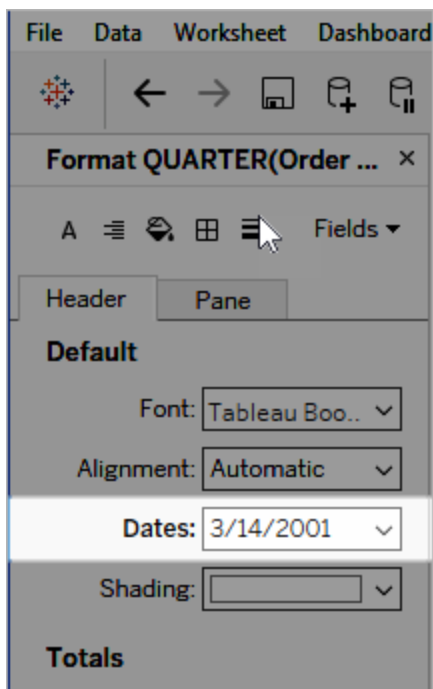 File Data Worksheet Dashboard
Format QUARTER(Order ... ×
A Fields
Header Pane
Default
Font: Tableau Boo..
Alignment: Automatic
Dates: 3/14/2001
Shading:
Totals